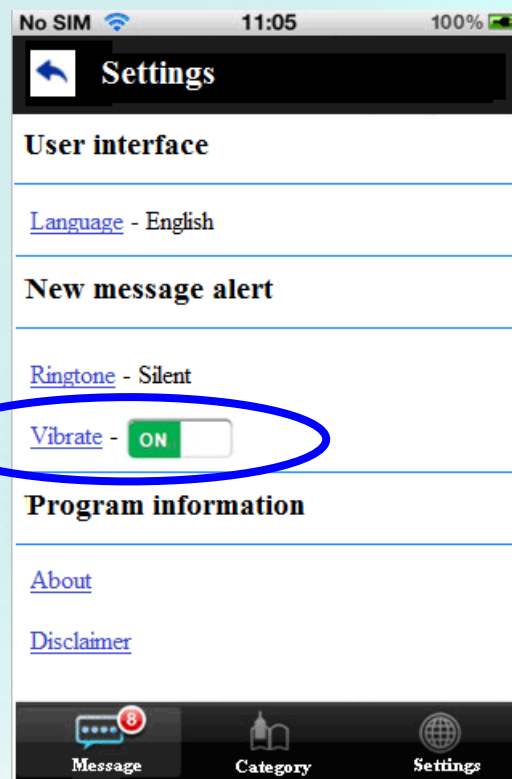 No SIM 11:05 100%
Settings
User interface
Language - English
New message alert
Ringtone - Silent
Vibrate - ON
Program information
About
Disclaimer
8
Message Category Settings